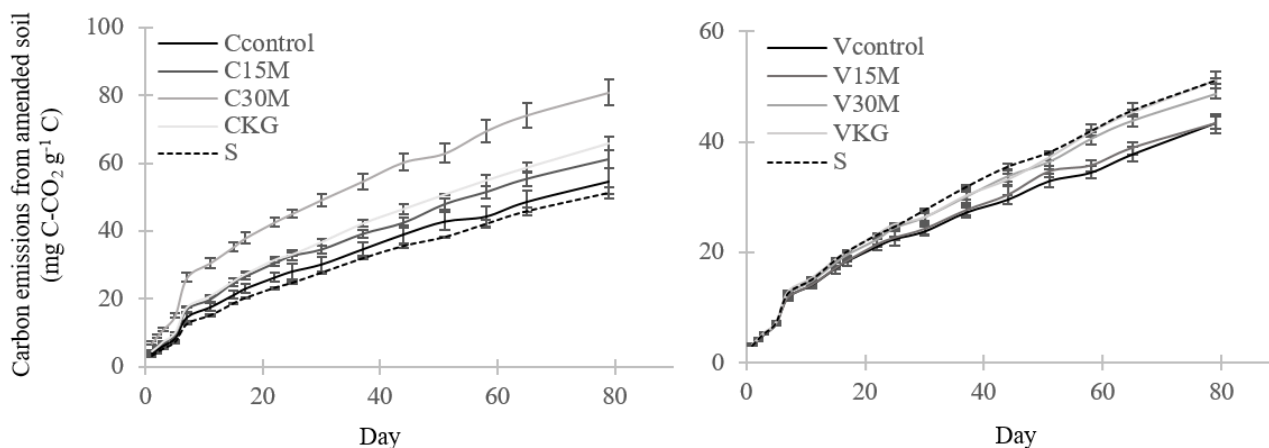 Carbon emissions from amended soil
(mg C-CO₂ g⁻¹ C)
100
80
60
40
20
0
Ccontrol
C15M
C30M
CKG
S
0 20 40 60 80 100
Day
60
40
20
0
Vcontrol
V15M
V30M
VKG
S
0 20 40 60 80
Day